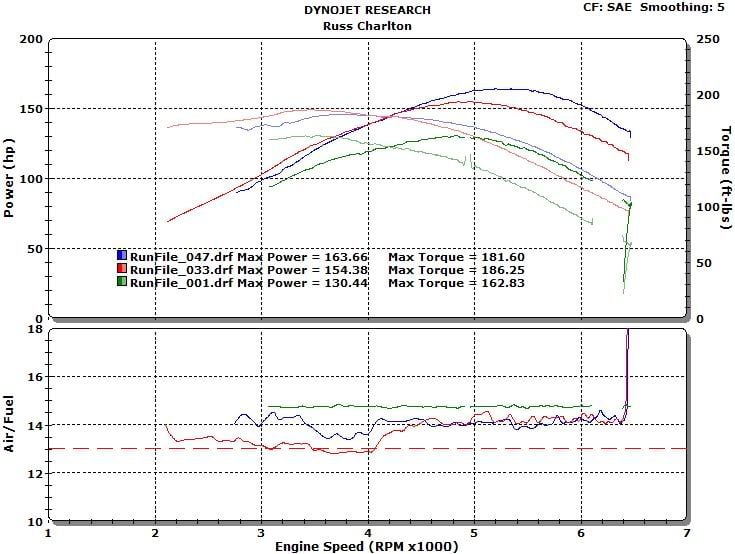 DYNOJET RESEARCH
CF: SAE Smoothing: 5
Russ Charlton
200
150
100
50
0
Power (hp)
250
200
150
100
50
0
Torque (ft-lbs)
RunFile_047.drf Max Power = 163.66 Max Torque = 181.60
RunFile_033.drf Max Power = 154.38 Max Torque = 186.25
RunFile_001.drf Max Power = 130.44 Max Torque = 162.83
18
16
14
12
10
Air/Fuel
1 2 3 4 5 6 7
Engine Speed (RPM x1000)